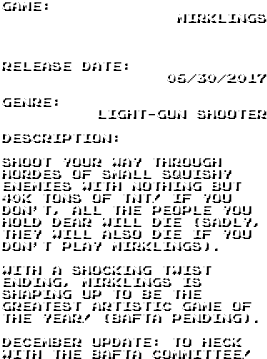 GAME:
MIRKLINGS
RELEASE DATE:
06/30/2017
GENRE:
LIGHT-GUN SHOOTER
DESCRIPTION:
SHOOT YOUR WAY THROUGH
HORDES OF SMALL SQUISHY
ENEMIES WITH NOTHING BUT
40K TONS OF TNT! IF YOU
DON'T, ALL THE PEOPLE YOU
HOLD DEAR WILL DIE (SADLY,
THEY WILL ALSO DIE IF YOU
DON'T PLAY MIRKLINGS).
WITH A SHOCKING TWIST
ENDING, MIRKLINGS IS
SHAPING UP TO BE THE
GREATEST ARTISTIC GAME OF
THE YEAR! (BAFTA PENDING).
DECEMBER UPDATE: TO HECK
WITH THE BAFTA COMMITTEE!